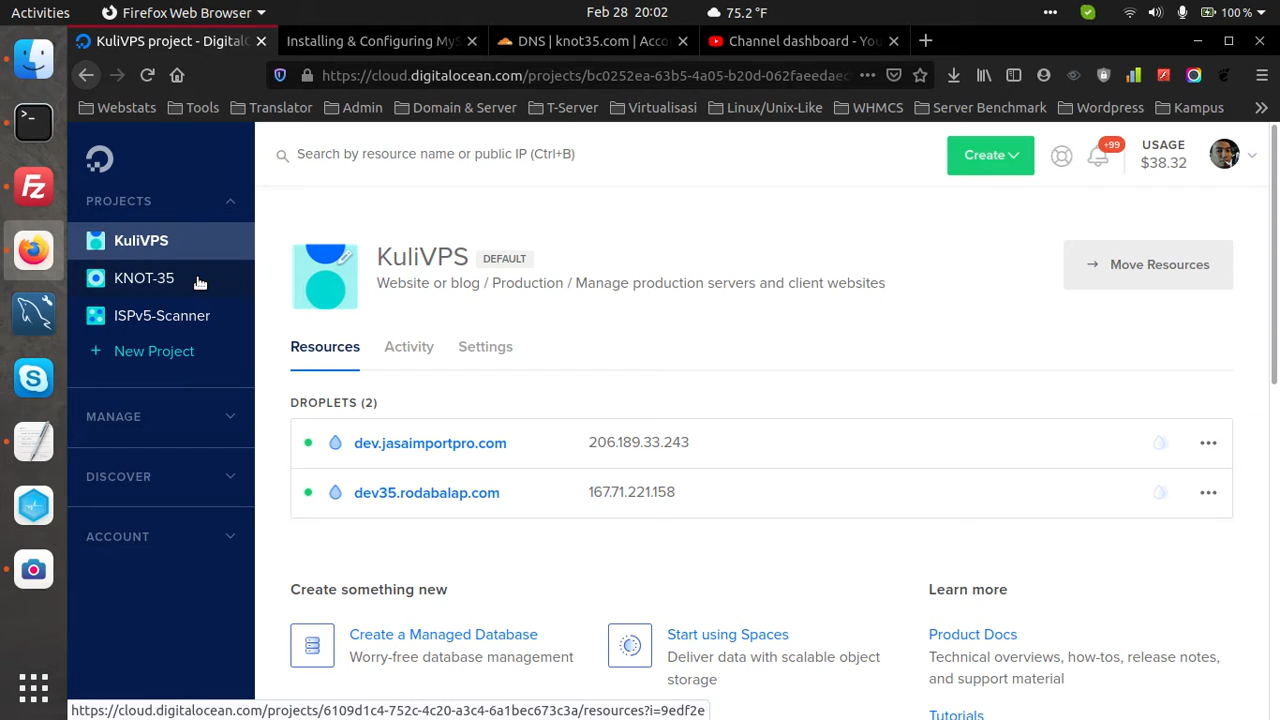 Activities
Firefox Web Browser
Feb 28 20:02
75.2 °F
100 %
KuliVPS project - DigitalO
Installing & Configuring MyS
DNS | knot35.com | Acco
Channel dashboard - You
https://cloud.digitalocean.com/projects/bc0252ea-63b5-4a05-b20d-062faeedaec
Webstats
Tools
Translator
Admin
Domain & Server
T-Server
Virtualisasi
Linux/Unix-Like
WHMCS
Server Benchmark
Wordpress
Kampus
Search by resource name or public IP (Ctrl+B)
Create
+99
USAGE
$38.32
PROJECTS
KuliVPS
KNOT-35
ISPv5-Scanner
+ New Project
MANAGE
DISCOVER
ACCOUNT
KuliVPS
DEFAULT
Website or blog / Production / Manage production servers and client websites
→ Move Resources
Resources
Activity
Settings
DROPLETS (2)
dev.jasaimportpro.com
206.189.33.243
dev35.rodabalap.com
167.71.221.158
Create something new
Create a Managed Database
Worry-free database management
Start using Spaces
Deliver data with scalable object
storage
Learn more
Product Docs
Technical overviews, how-tos, release notes,
and support material
Tutorials
https://cloud.digitalocean.com/projects/6109d1c4-752c-4c20-a3c4-6a1bec673c3a/resources?i=9edf2e